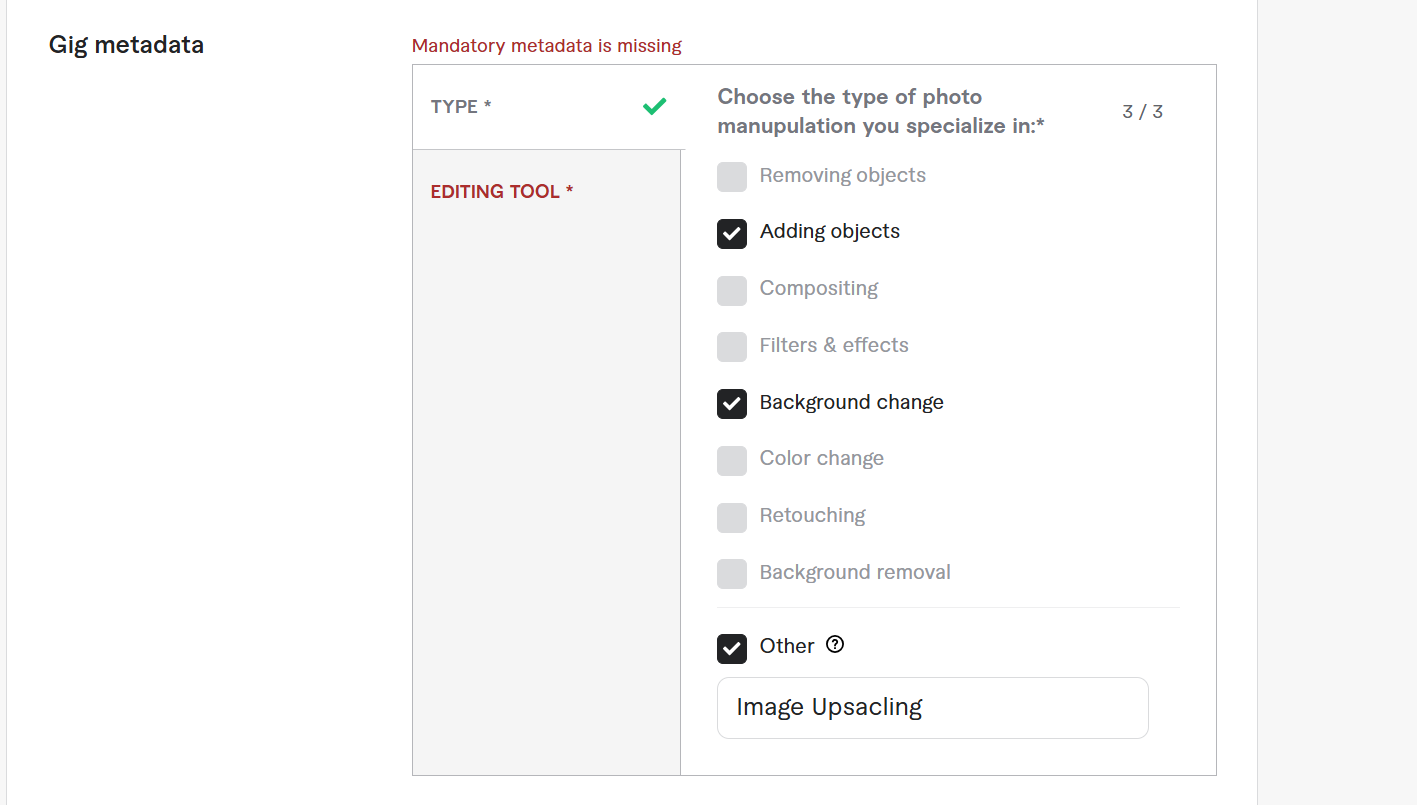 Gig metadata
Mandatory metadata is missing
TYPE *
Choose the type of photo
manupulation you specialize in:*
3 / 3
EDITING TOOL *
Removing objects
Adding objects
Compositing
Filters & effects
Background change
Color change
Retouching
Background removal
Other ?
Image Upsacling